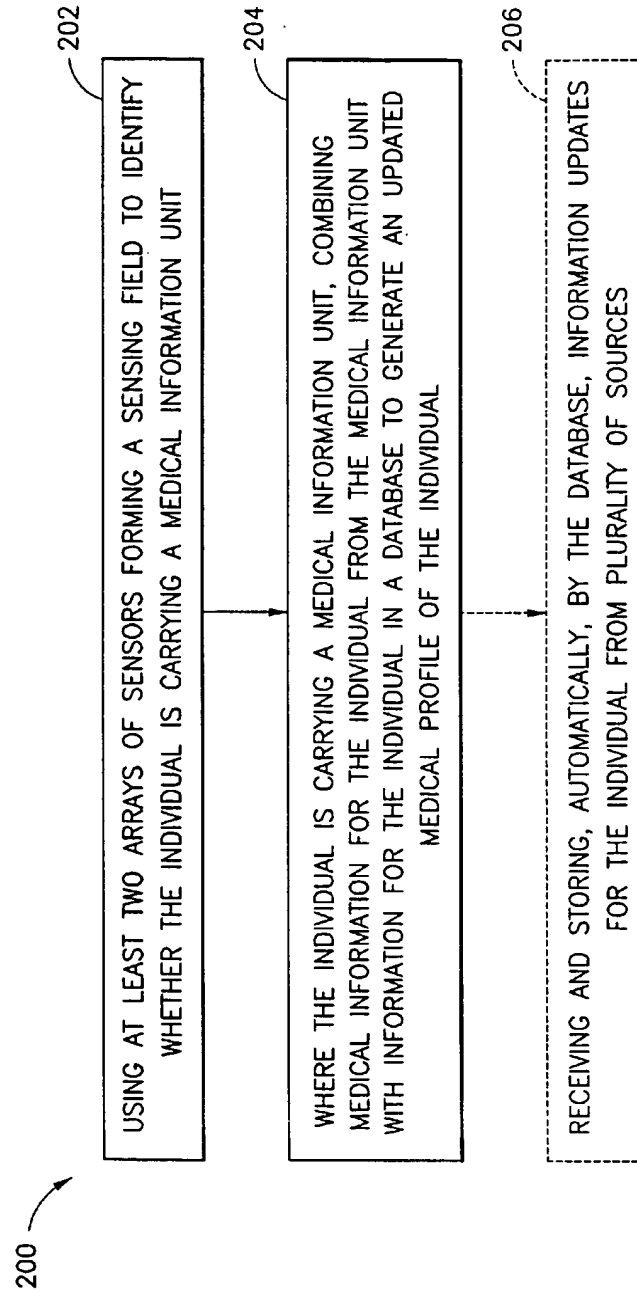 200
202
USING AT LEAST TWO ARRAYS OF SENSORS FORMING A SENSING FIELD TO IDENTIFY
WHETHER THE INDIVIDUAL IS CARRYING A MEDICAL INFORMATION UNIT
204
WHERE THE INDIVIDUAL IS CARRYING A MEDICAL INFORMATION UNIT, COMBINING
MEDICAL INFORMATION FOR THE INDIVIDUAL FROM THE MEDICAL INFORMATION UNIT
WITH INFORMATION FOR THE INDIVIDUAL IN A DATABASE TO GENERATE AN UPDATED
MEDICAL PROFILE OF THE INDIVIDUAL
206
RECEIVING AND STORING, AUTOMATICALLY, BY THE DATABASE, INFORMATION UPDATES
FOR THE INDIVIDUAL FROM PLURALITY OF SOURCES